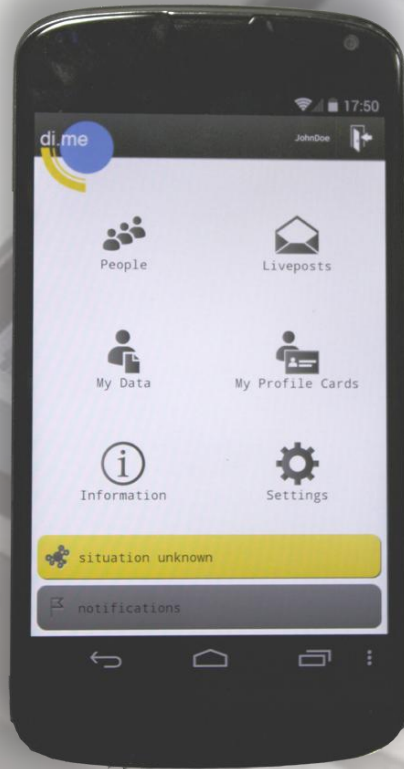 17:50
di.me
JohnDoe
People
Liveposts
My Data
My Profile Cards
Information
Settings
situation unknown
notifications